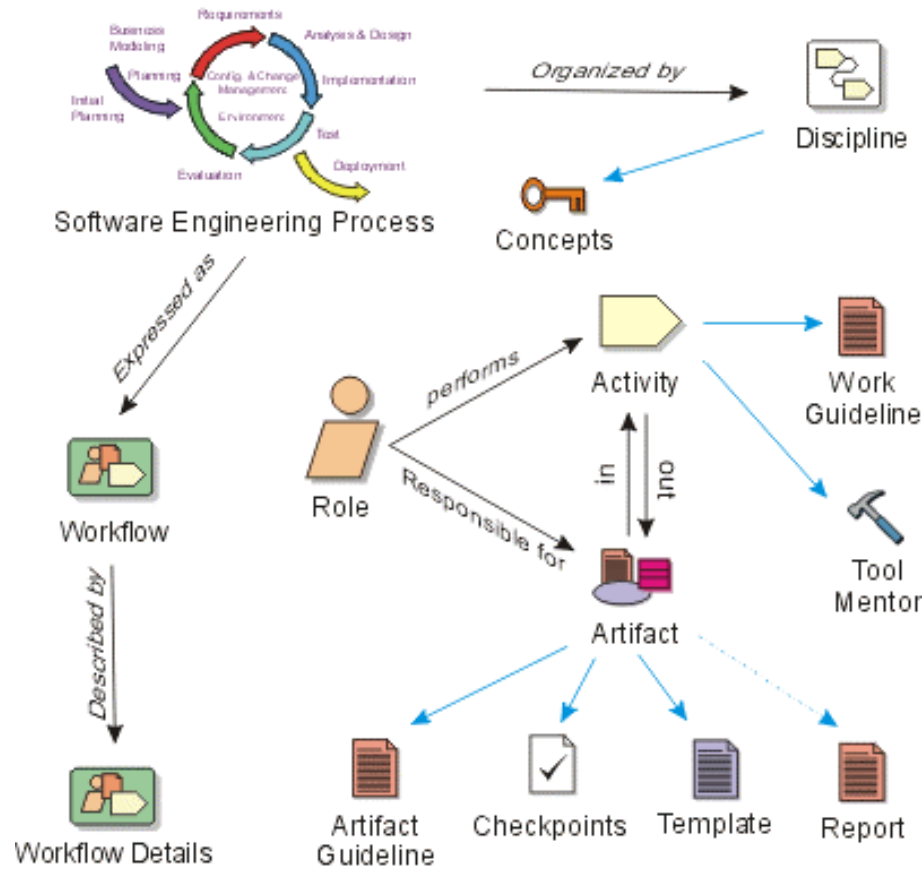 Requirements
Business
Modeling
Analysis & Design
Planning
Config. & Change
Management
Implementation
Initial
Planning
Environment
Test
Evaluation
Deployment
Software Engineering Process
Organized by
Discipline
Concepts
Expressed as
Workflow
Described by
Workflow Details
Role
performs
Responsible for
Activity
in
out
Artifact
Work
Guideline
Tool
Mentor
Artifact
Guideline
Checkpoints
Template
Report